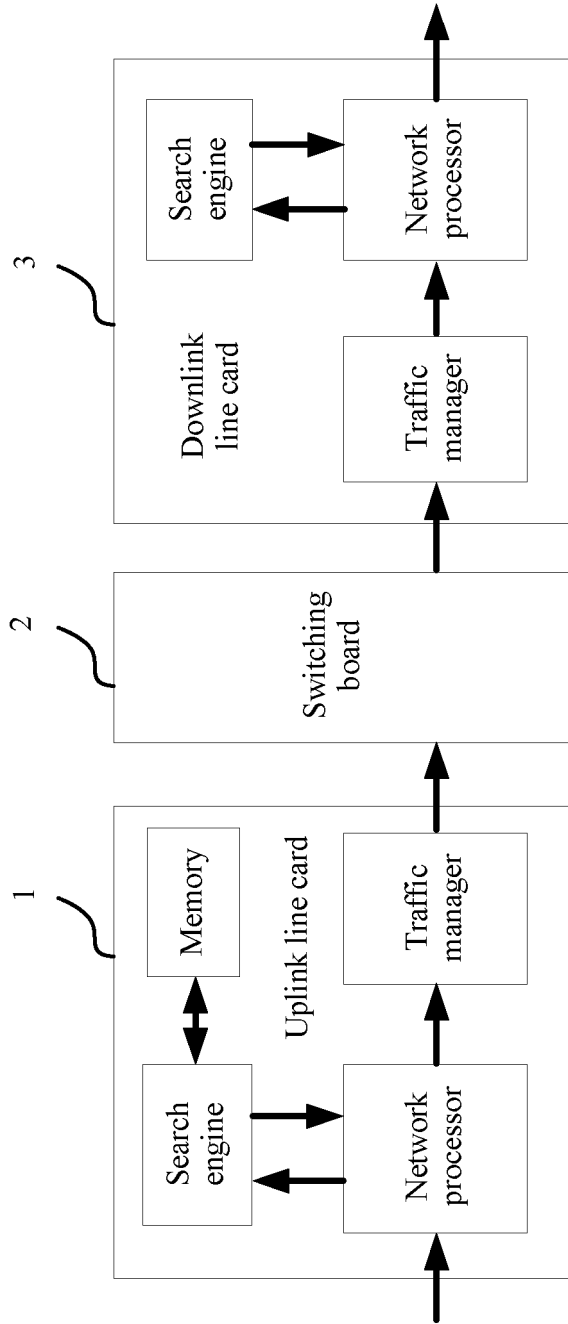 1
2
3
Search
engine
Memory
Uplink line card
Network
processor
Traffic
manager
Switching
board
Downlink
line card
Search
engine
Traffic
manager
Network
processor